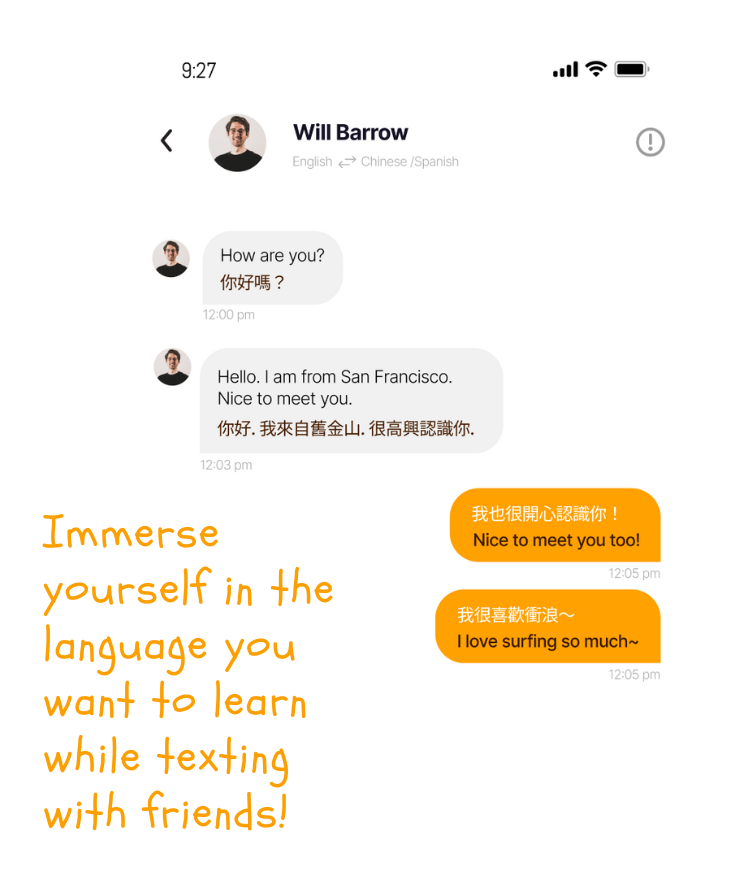 9:27
Will Barrow
English ⇄ Chinese /Spanish
How are you?
你好嗎？
12:00 pm
Hello. I am from San Francisco.
Nice to meet you.
你好. 我來自舊金山. 很高興認識你.
12:03 pm
我也很開心認識你！
Nice to meet you too!
12:05 pm
我很喜歡衝浪～
I love surfing so much~
12:05 pm
Immerse
yourself in the
language you
want to learn
while texting
with friends!